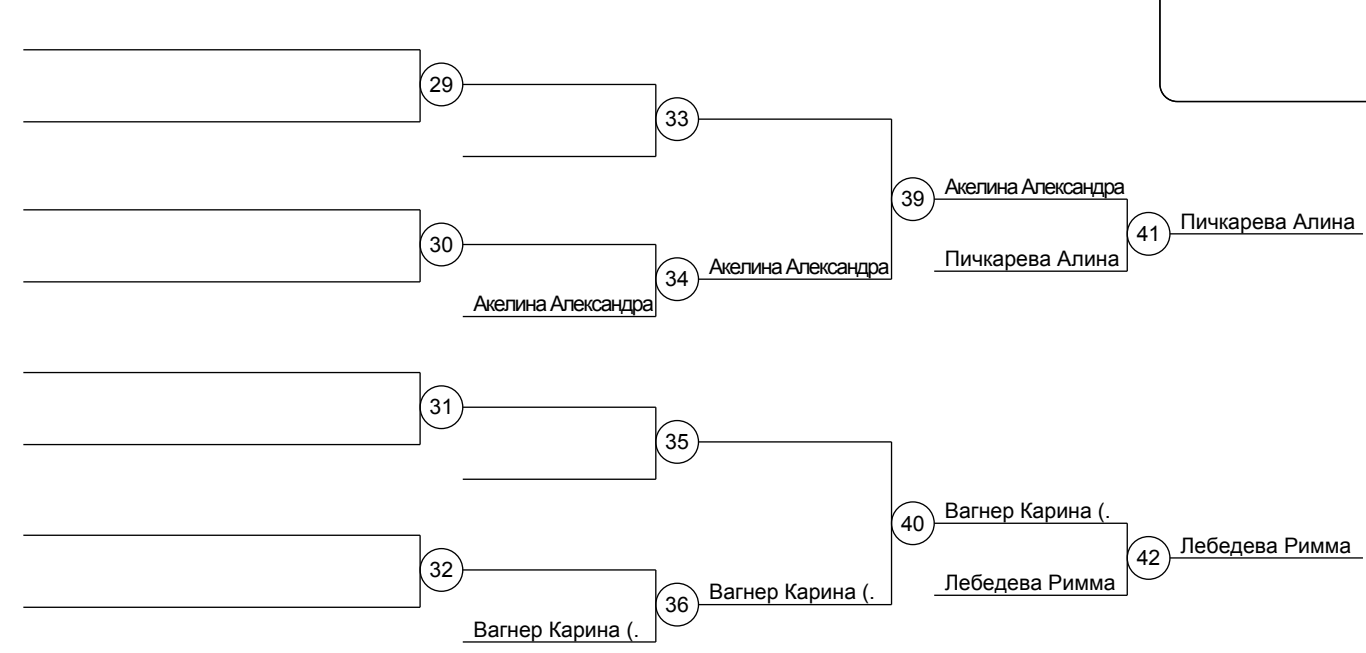 29
33
Акелина Александра
39
Пичкарева Алина
41
30
Пичкарева Алина
Акелина Александра
34
Акелина Александра
31
35
Вагнер Карина (.
40
Лебедева Римма
42
32
Лебедева Римма
Вагнер Карина (.
36
Вагнер Карина (.